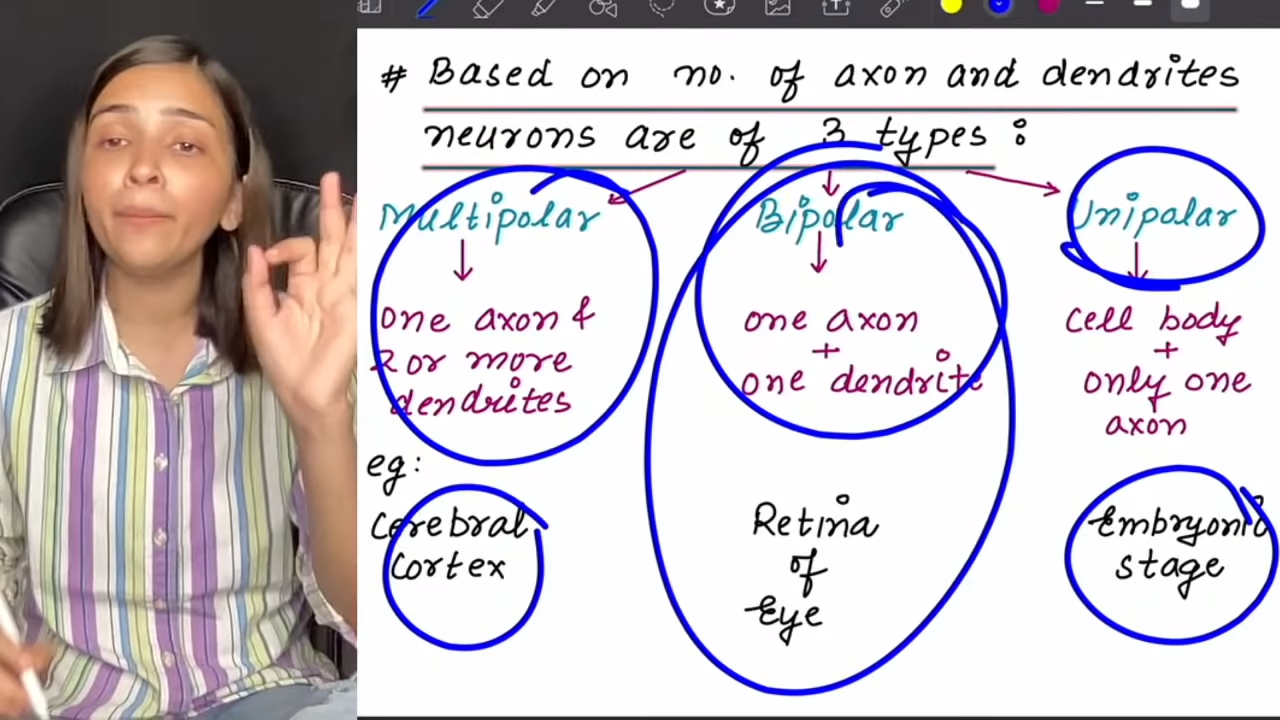 # Based on no. of axon and dendrites
neurons are of 3 types :
Multipolar
one axon &
2 or more
dendrites
eg:
Cerebral
Cortex
Bipolar
one axon
+
one dendrite
Retina
of
Eye
Unipolar
Cell body
+
only one
axon
Embryonic
stage